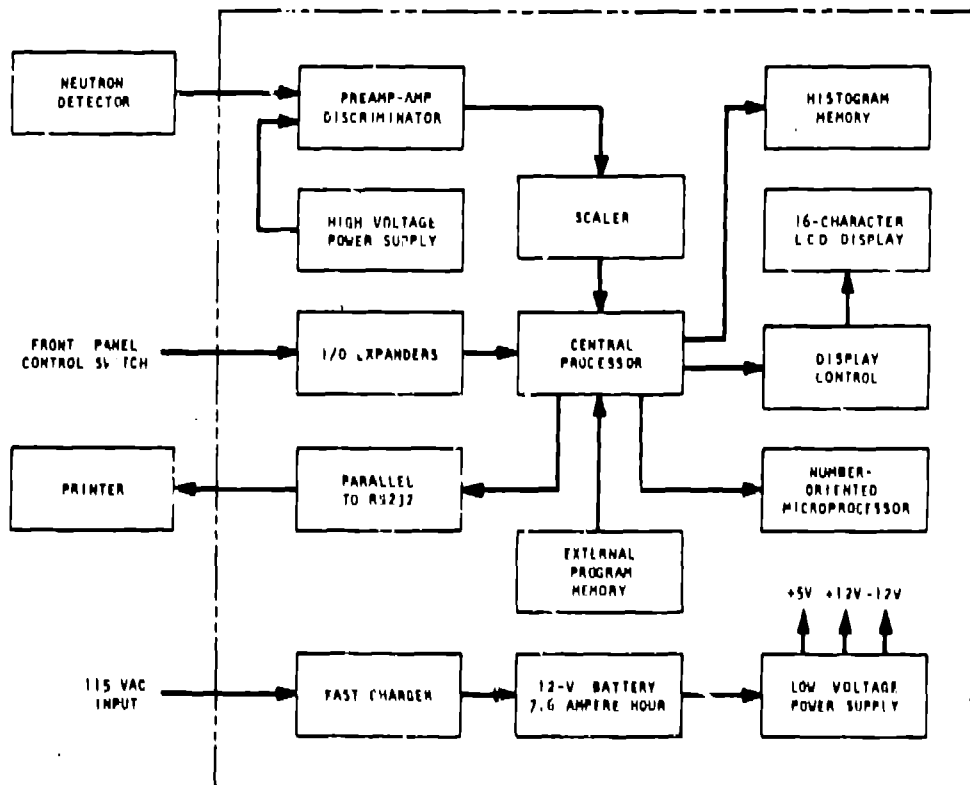 NEUTRON
DETECTOR
PREAMP-AMP
DISCRIMINATOR
HISTOGRAM
MEMORY
HIGH VOLTAGE
POWER SUPPLY
SCALER
16-CHARACTER
LCD DISPLAY
FRONT PANEL
CONTROL SWITCH
I/O EXPANDERS
CENTRAL
PROCESSOR
DISPLAY
CONTROL
PRINTER
PARALLEL
TO RS232
NUMBER-
ORIENTED
MICROPROCESSOR
EXTERNAL
PROGRAM
MEMORY
+5V +12V -12V
115 VAC
INPUT
FAST CHARGER
12-V BATTERY
7.6 AMPERE HOUR
LOW VOLTAGE
POWER SUPPLY